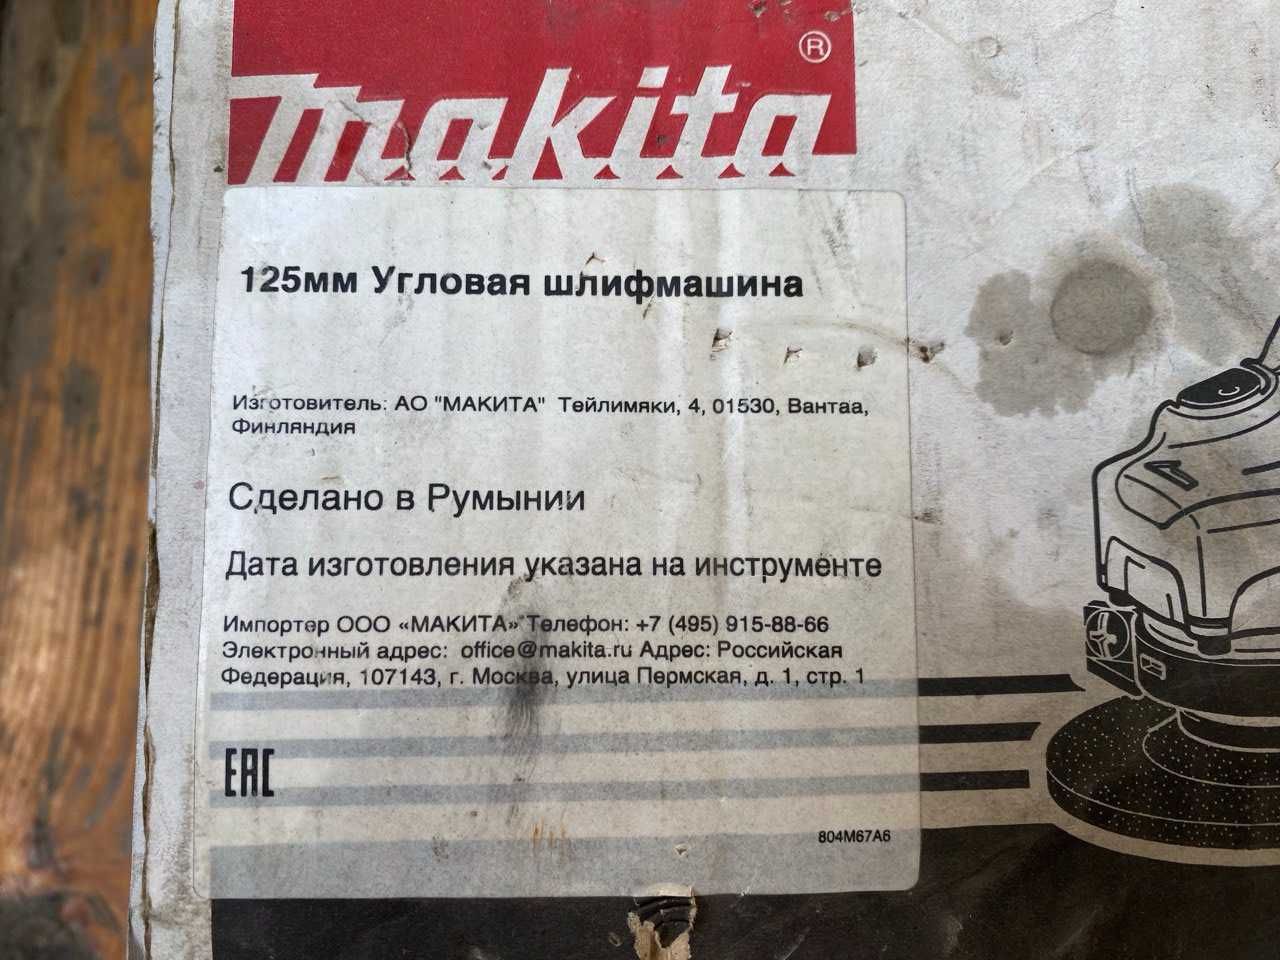 makita®
125мм Угловая шлифмашина
Изготовитель: АО "МАКИТА" Тейлимяки, 4, 01530, Вантаа,
Финляндия
Сделано в Румынии
Дата изготовления указана на инструменте
Импортер ООО «МАКИТА» Телефон: +7 (495) 915-88-66
Электронный адрес: office@makita.ru Адрес: Российская
Федерация, 107143, г. Москва, улица Пермская, д. 1, стр. 1
EAC
804M67A6